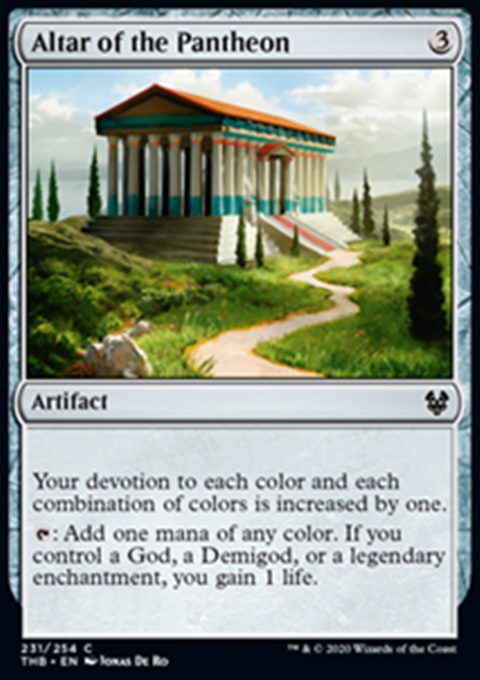 Altar of the Pantheon 3
Artifact
Your devotion to each color and each
combination of colors is increased by one.
: Add one mana of any color. If you
control a God, a Demigod, or a legendary
enchantment, you gain 1 life.
231/254 C
THB • EN Jonas De Ro
™ & © 2020 Wizards of the Coast